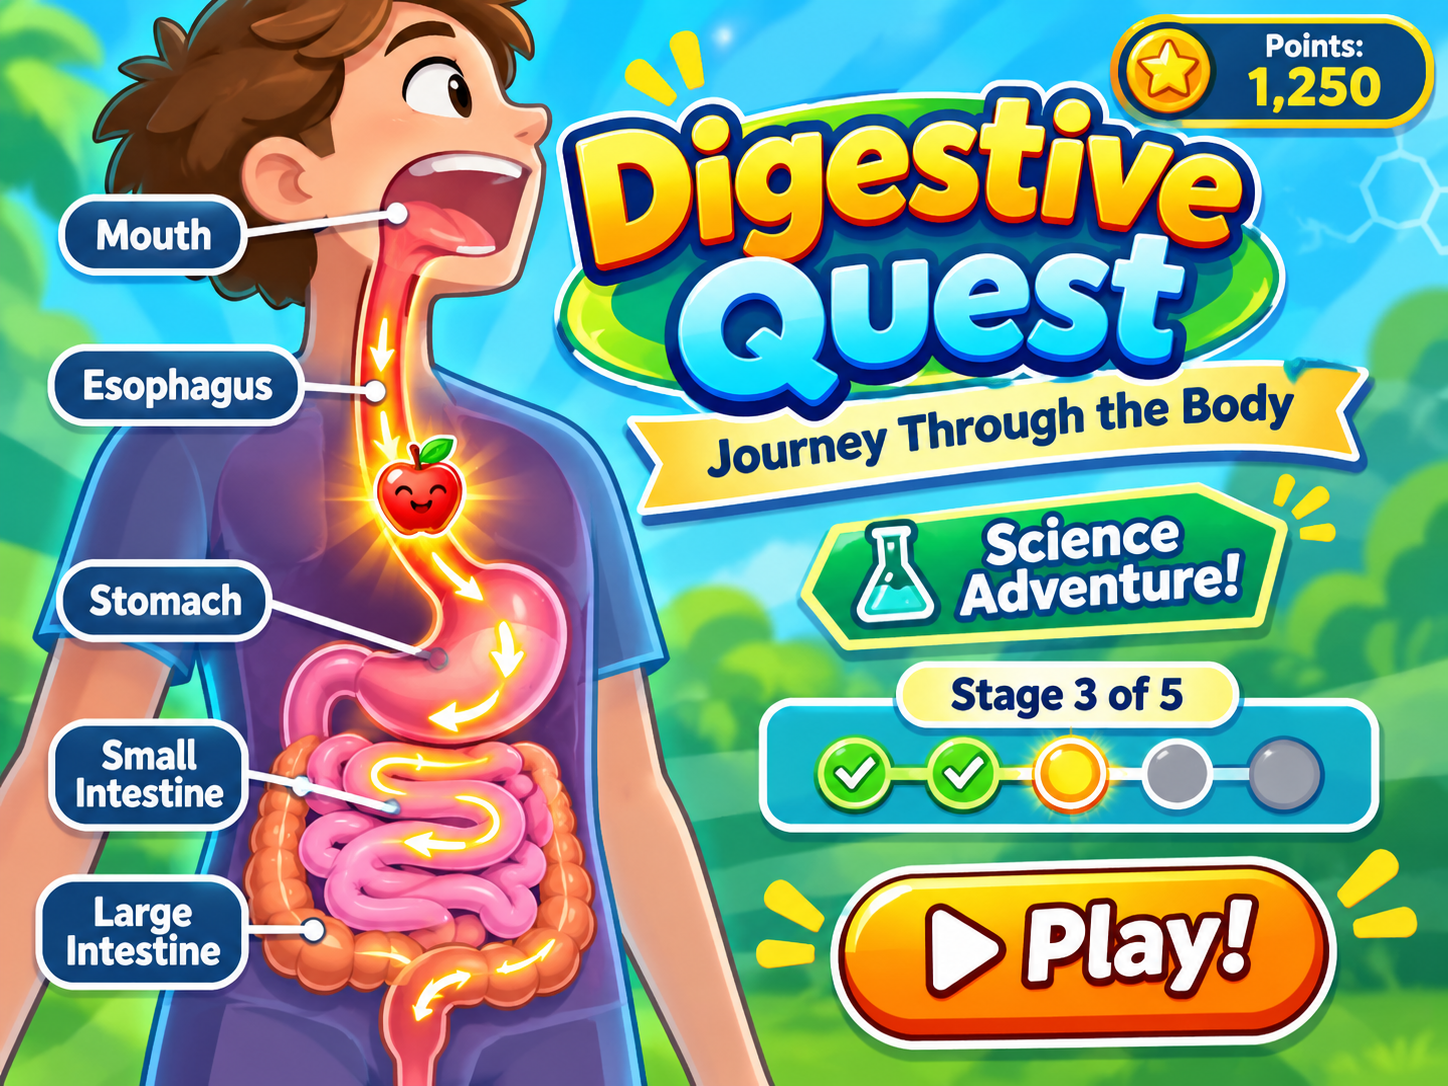 Points:
1,250
Digestive
Quest
Journey Through the Body
Science
Adventure!
Stage 3 of 5
Play!
Mouth
Esophagus
Stomach
Small
Intestine
Large
Intestine